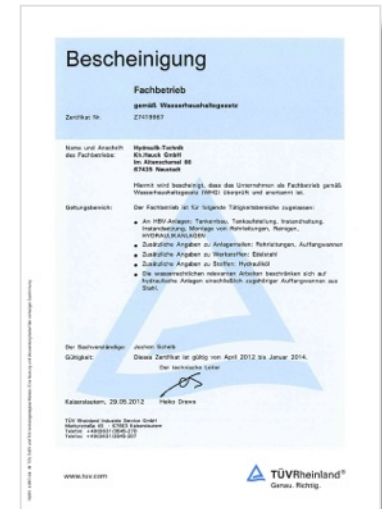 Bescheinigung
Fachbetrieb
gemäß Wasserhaushaltsgesetz
Zertifikat Nr. Z7419987
Name und Anschrift Hydraulik-Technik
des Fachbetriebs: Kh.Hauck GmbH
Im Altenschemel 66
67435 Neustadt
Hiermit wird bescheinigt, dass das Unternehmen als Fachbetrieb gemäß
Wasserhaushaltsgesetz (WHG) überprüft und anerkannt ist.
Geltungsbereich: Der Fachbetrieb ist für folgende Tätigkeitsbereiche zugelassen:
An HBV-Anlagen: Tankeinbau, Tankaufstellung, Instandhaltung,
Instandsetzung, Montage von Rohrleitungen, Reinigen,
HYDRAULIKANLAGEN
Zusätzliche Angaben zu Anlagenteilen: Rohrleitungen, Auffangwannen
Zusätzliche Angaben zu Werkstoffen: Edelstahl
Zusätzliche Angaben zu Stoffen: Hydrauliköl
Die wasserrechtlichen relevanten Arbeiten beschränken sich auf
hydraulische Anlagen einschließlich zugehöriger Auffangwannen aus
Stahl.
Der Sachverständige: Jochen Scheib
Gültigkeit: Dieses Zertifikat ist gültig von April 2012 bis Januar 2014.
Der technische Leiter
Kaiserslautern, 29.05.2012 Heiko Drews
TÜV Rheinland Industrie Service GmbH
www.tuv.com
TÜVRheinland®
Genau. Richtig.